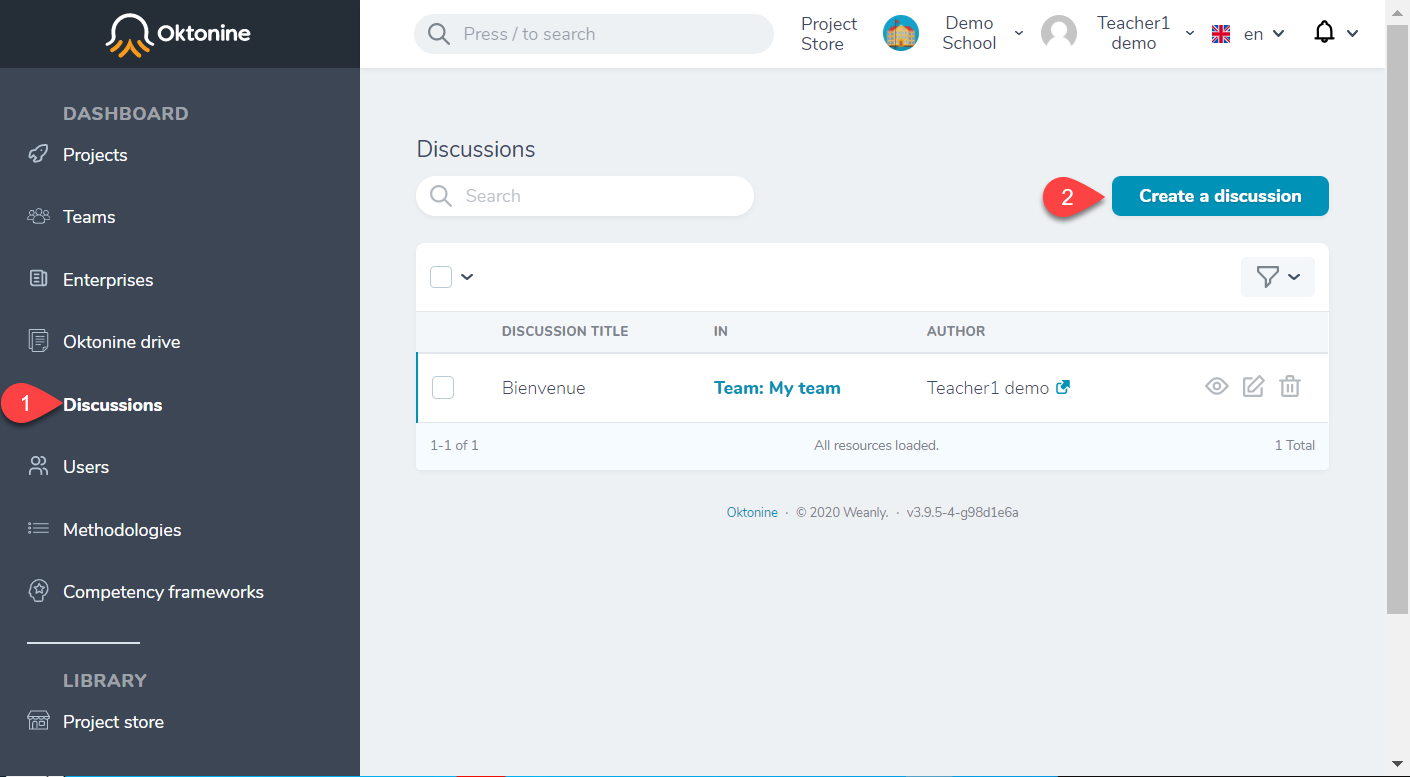 Oktonine
Press / to search
Project
Store
Demo
School
Teacher1
demo
en
DASHBOARD
Projects
Teams
Enterprises
Oktonine drive
1
Discussions
Users
Methodologies
Competency frameworks
LIBRARY
Project store
Discussions
Search
2
Create a discussion
DISCUSSION TITLE IN AUTHOR
Bienvenue Team: My team Teacher1 demo
1-1 of 1 All resources loaded. 1 Total
Oktonine · © 2020 Weanly. · v3.9.5-4-g98d1e6a